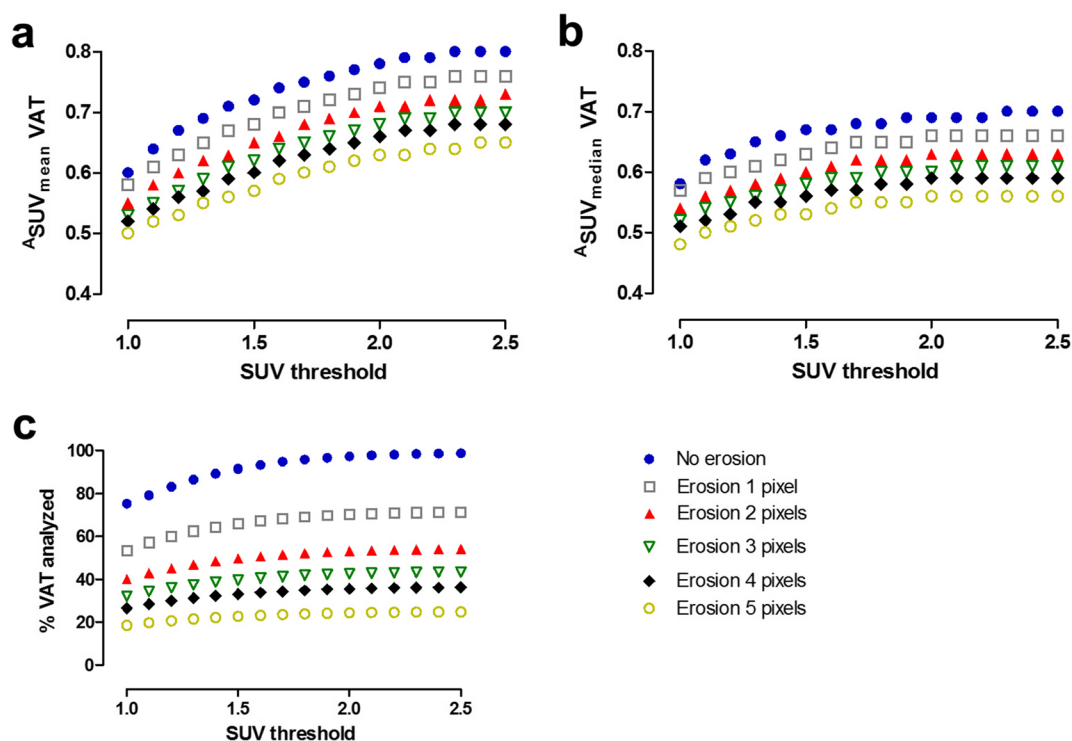 a
0.8
0.7
0.6
0.5
0.4
ASUVmean VAT
1.0 1.5 2.0 2.5
SUV threshold
b
0.8
0.7
0.6
0.5
0.4
ASUVmedian VAT
1.0 1.5 2.0 2.5
SUV threshold
c
100
80
60
40
20
0
% VAT analyzed
1.0 1.5 2.0 2.5
SUV threshold
No erosion
Erosion 1 pixel
Erosion 2 pixels
Erosion 3 pixels
Erosion 4 pixels
Erosion 5 pixels